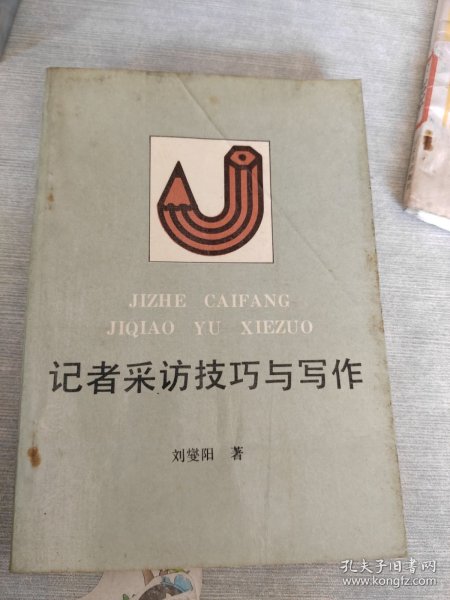 JIZHE CAIFANG
JIQIAO YU XIEZUO
记者采访技巧与写作
刘燮阳 著
孔夫子旧书网
www.kongfz.com